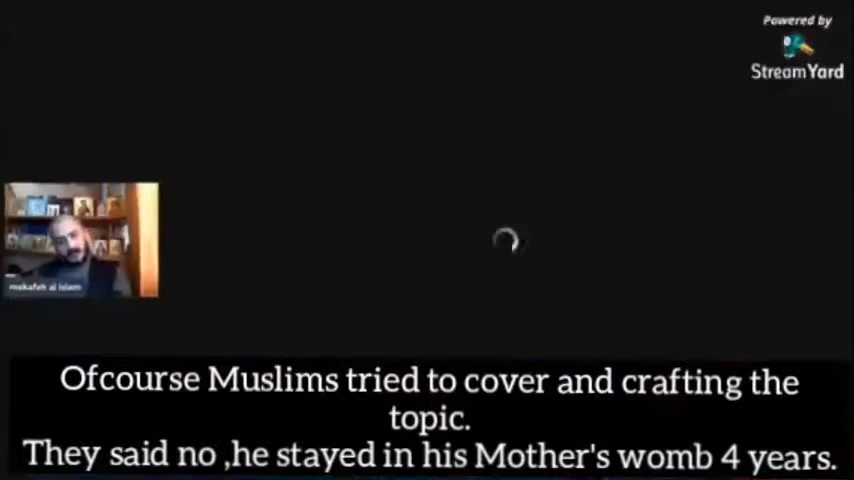 Powered by
StreamYard
mokafeh al islam
Ofcourse Muslims tried to cover and crafting the
topic.
They said no ,he stayed in his Mother's womb 4 years.